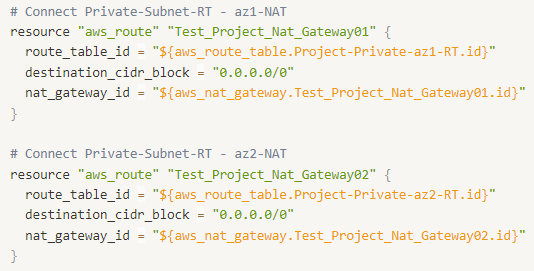 # Connect Private-Subnet-RT - az1-NAT
resource "aws_route" "Test_Project_Nat_Gateway01" {
  route_table_id = "${aws_route_table.Project-Private-az1-RT.id}"
  destination_cidr_block = "0.0.0.0/0"
  nat_gateway_id = "${aws_nat_gateway.Test_Project_Nat_Gateway01.id}"
}

# Connect Private-Subnet-RT - az2-NAT
resource "aws_route" "Test_Project_Nat_Gateway02" {
  route_table_id = "${aws_route_table.Project-Private-az2-RT.id}"
  destination_cidr_block = "0.0.0.0/0"
  nat_gateway_id = "${aws_nat_gateway.Test_Project_Nat_Gateway02.id}"
}